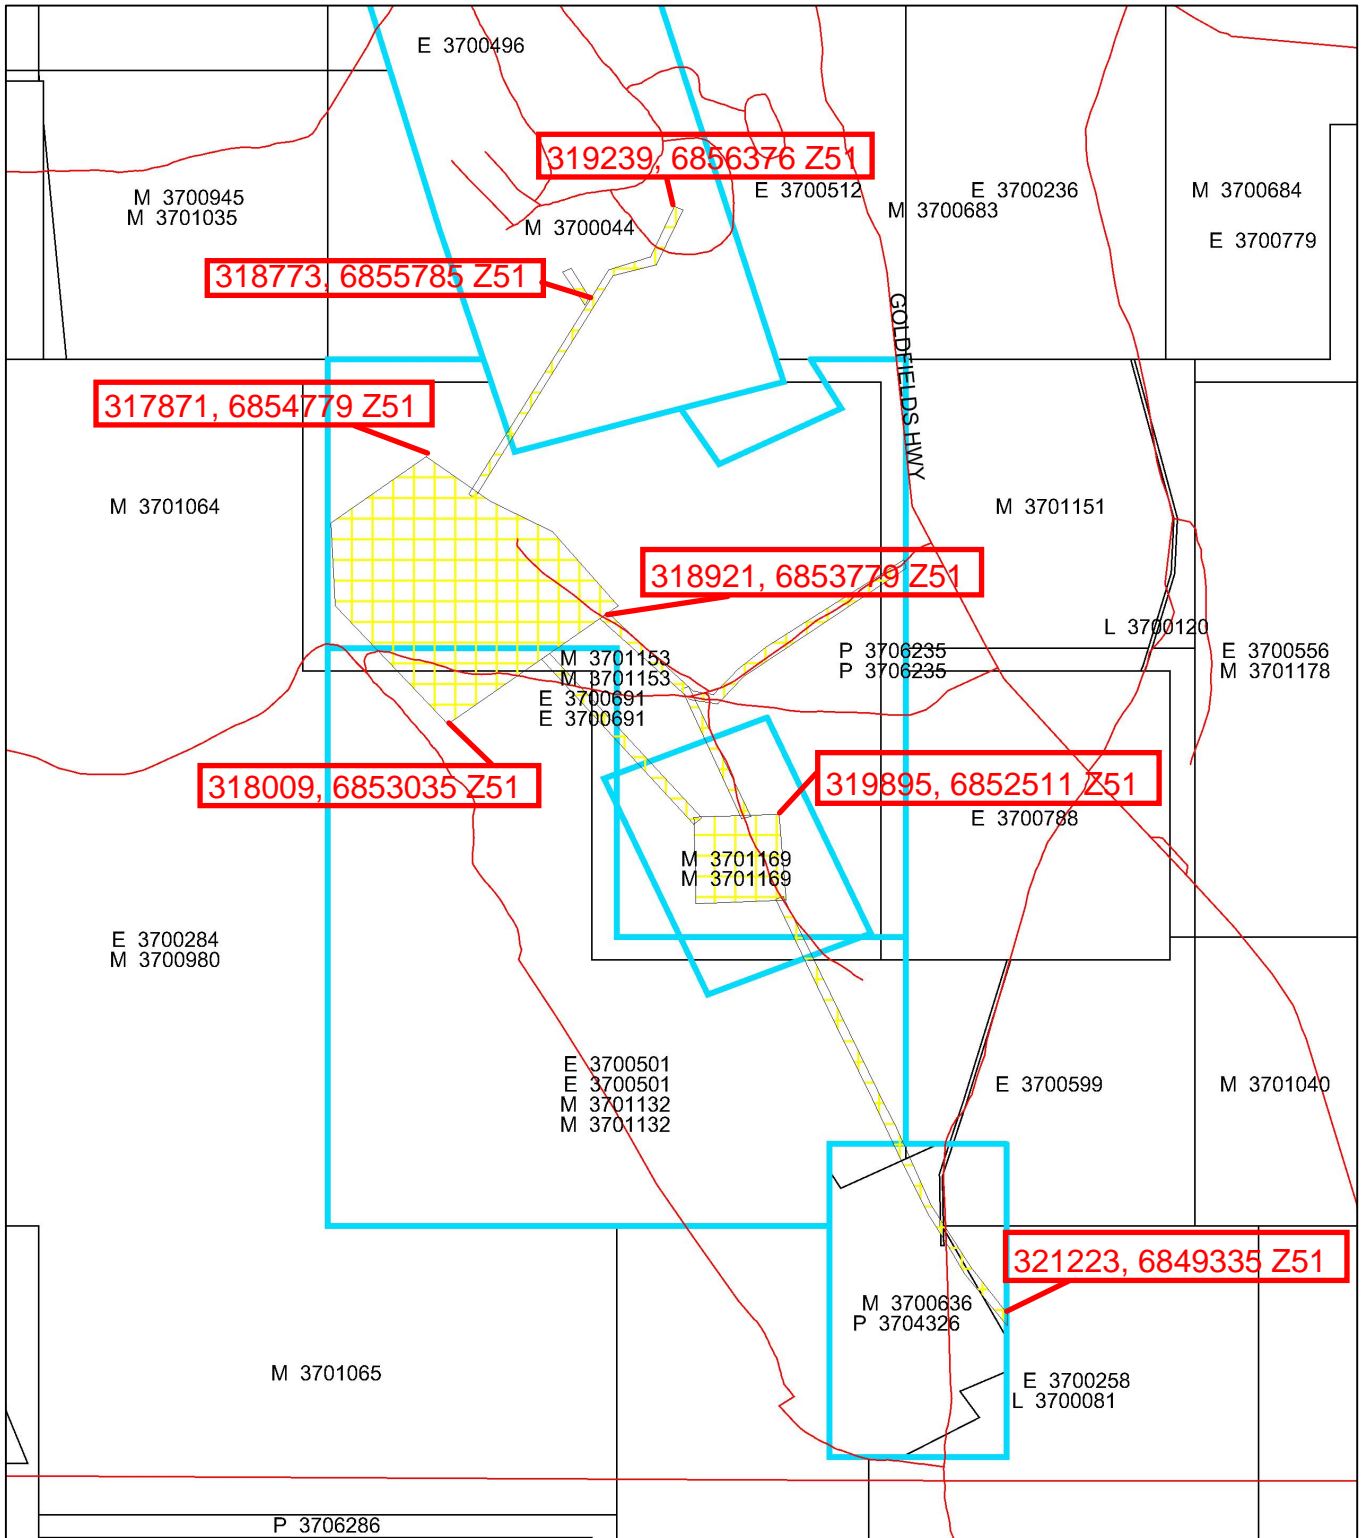 E 3700496
319239, 6856376 Z51
M 3700945
M 3701035
E 3700512
E 3700236
M 3700683
M 3700684
E 3700779
M 3700044
318773, 6855785 Z51
GOLDFIELDS HWY
317871, 6854779 Z51
M 3701064
M 3701151
318921, 6853779 Z51
L 3700120
P 3706235
P 3706235
E 3700556
M 3701178
M 3701153
M 3701153
E 3700691
E 3700691
318009, 6853035 Z51
319895, 6852511 Z51
E 3700788
M 3701169
M 3701169
E 3700284
M 3700980
E 3700501
E 3700501
M 3701132
M 3701132
E 3700599
M 3701040
321223, 6849335 Z51
M 3700636
P 3704326
M 3701065
E 3700258
L 3700081
P 3706286